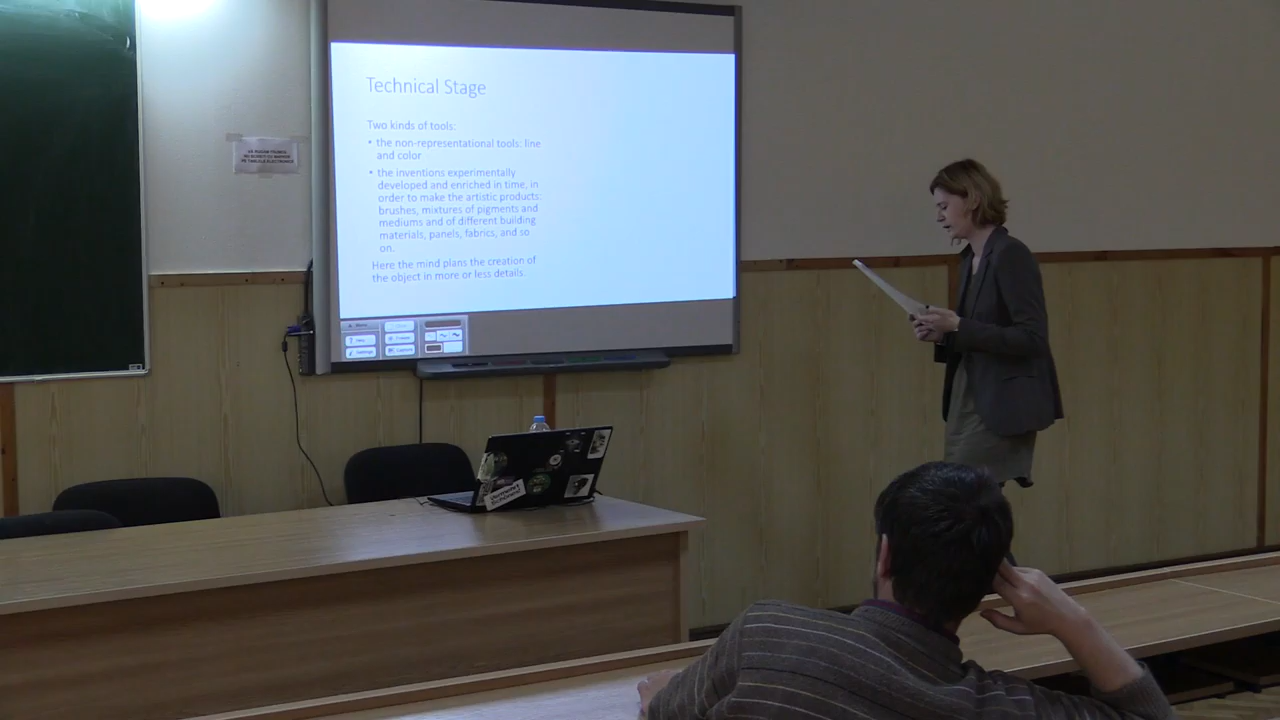 Technical Stage
Two kinds of tools:
• the non-representational tools: line
and color
• the inventions experimentally
developed and enriched in time, in
order to make the artistic products:
brushes, mixtures of pigments and
mediums and of different building
materials, panels, fabrics, and so
on.
Here the mind plans the creation of
the object in more or less details.
Menu
Settings
Capture